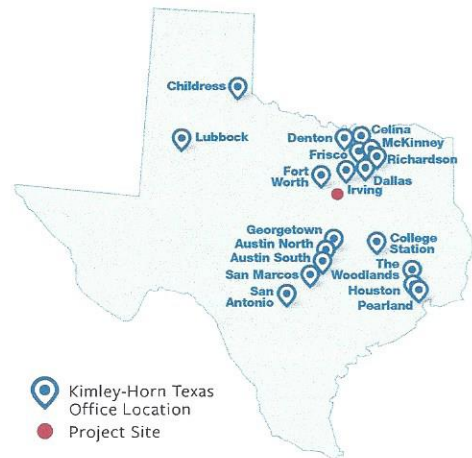 Childress
Lubbock
Denton
Celina
McKinney
Frisco
Richardson
Fort
Worth
Dallas
Irving
Georgetown
Austin North
Austin South
San Marcos
San
Antonio
College
Station
The
Woodlands
Houston
Pearland
Kimley-Horn Texas
Office Location
Project Site